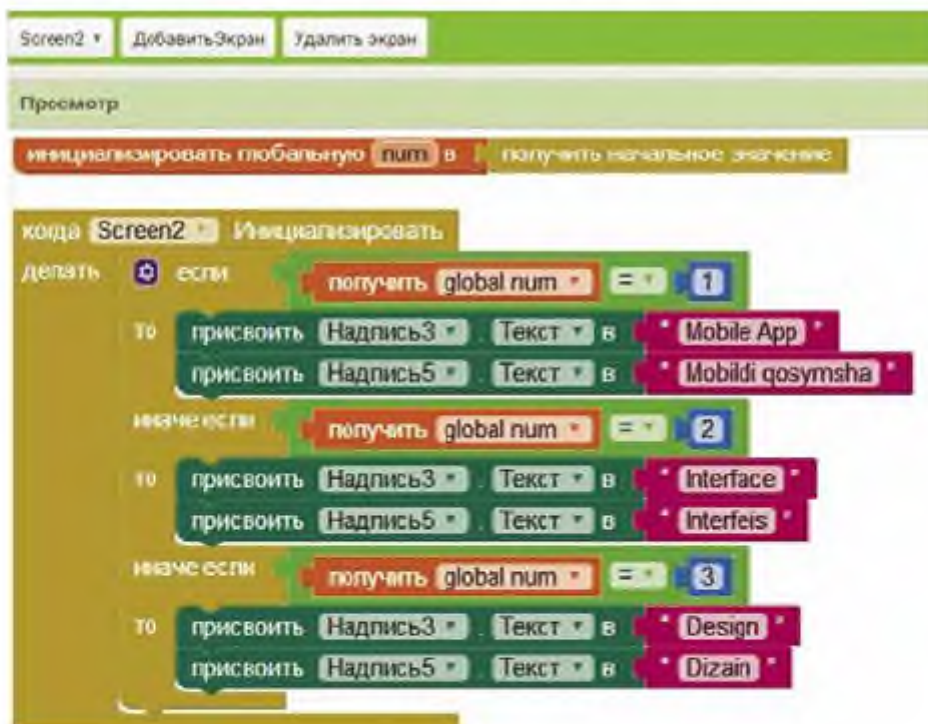 Screen2 ДобавитьЭкран Удалить экран
Просмотр
инициализировать глобальную num в получить начальное значение
когда Screen2 Инициализировать
делать если получить global num = 1
то присвоить Надпись3 . Текст в " Mobile App "
присвоить Надпись5 . Текст в " Mobildi qosymsha "
иначе если получить global num = 2
то присвоить Надпись3 . Текст в " Interface "
присвоить Надпись5 . Текст в " Interfeis "
иначе если получить global num = 3
то присвоить Надпись3 . Текст в " Design "
присвоить Надпись5 . Текст в " Dizain "